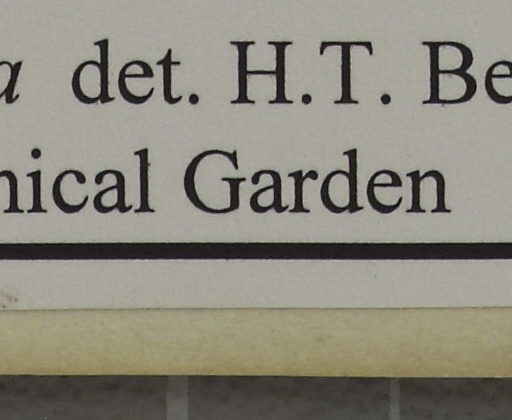 a det. H.T. Be
nical Garden